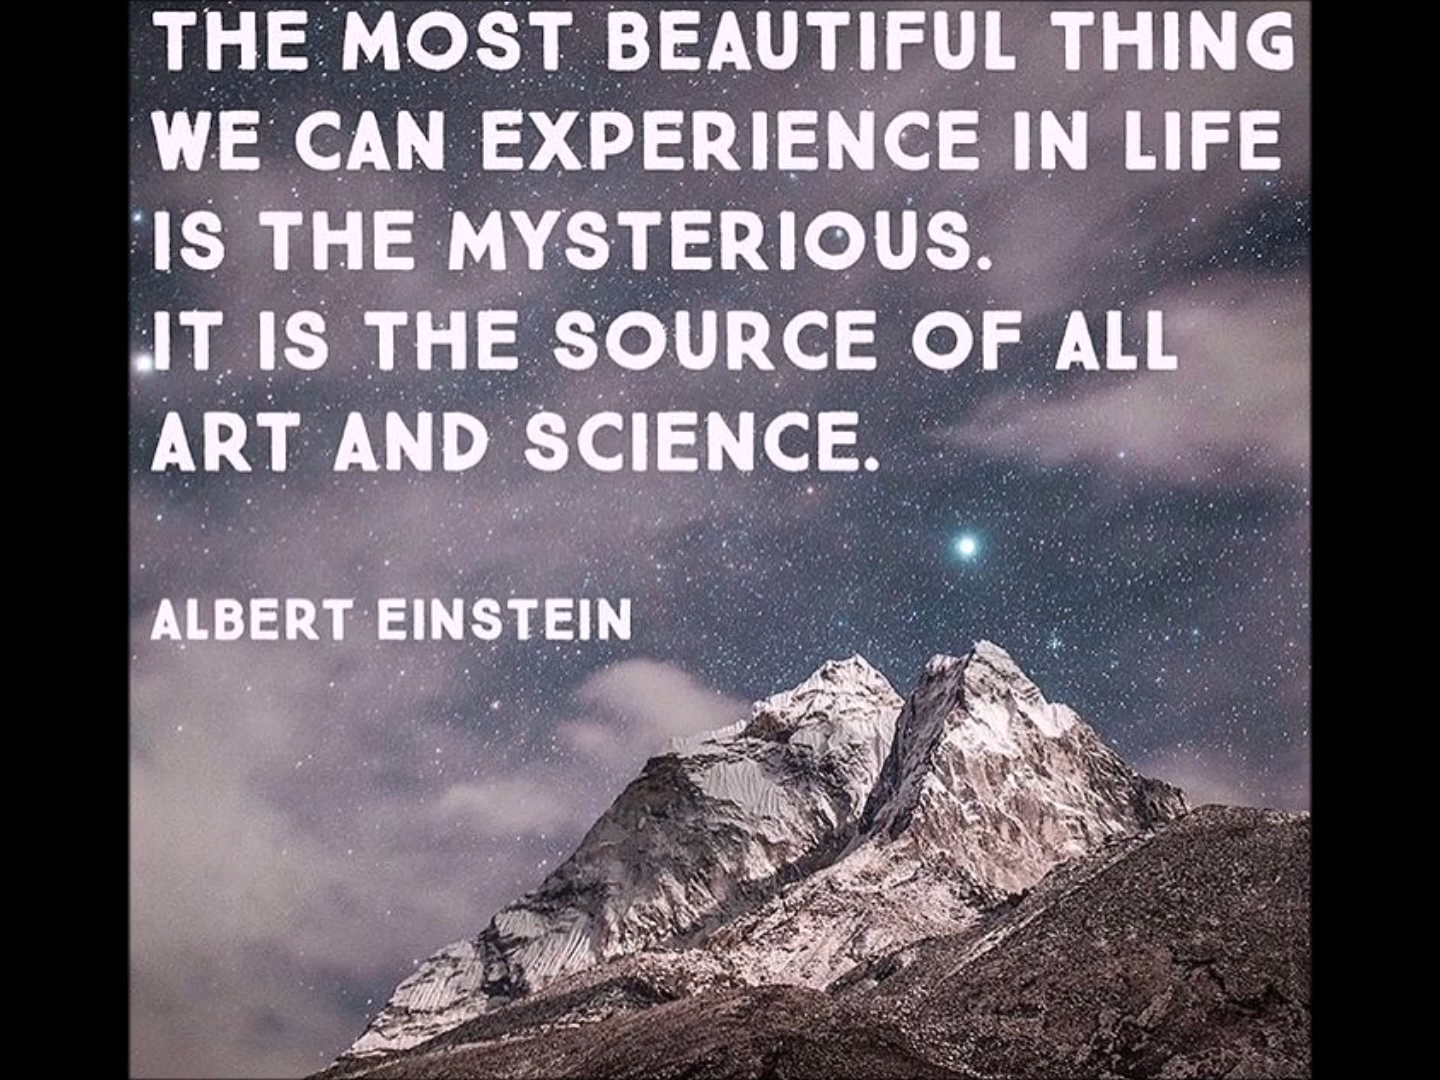 THE MOST BEAUTIFUL THING
WE CAN EXPERIENCE IN LIFE
IS THE MYSTERIOUS.
IT IS THE SOURCE OF ALL
ART AND SCIENCE.
ALBERT EINSTEIN